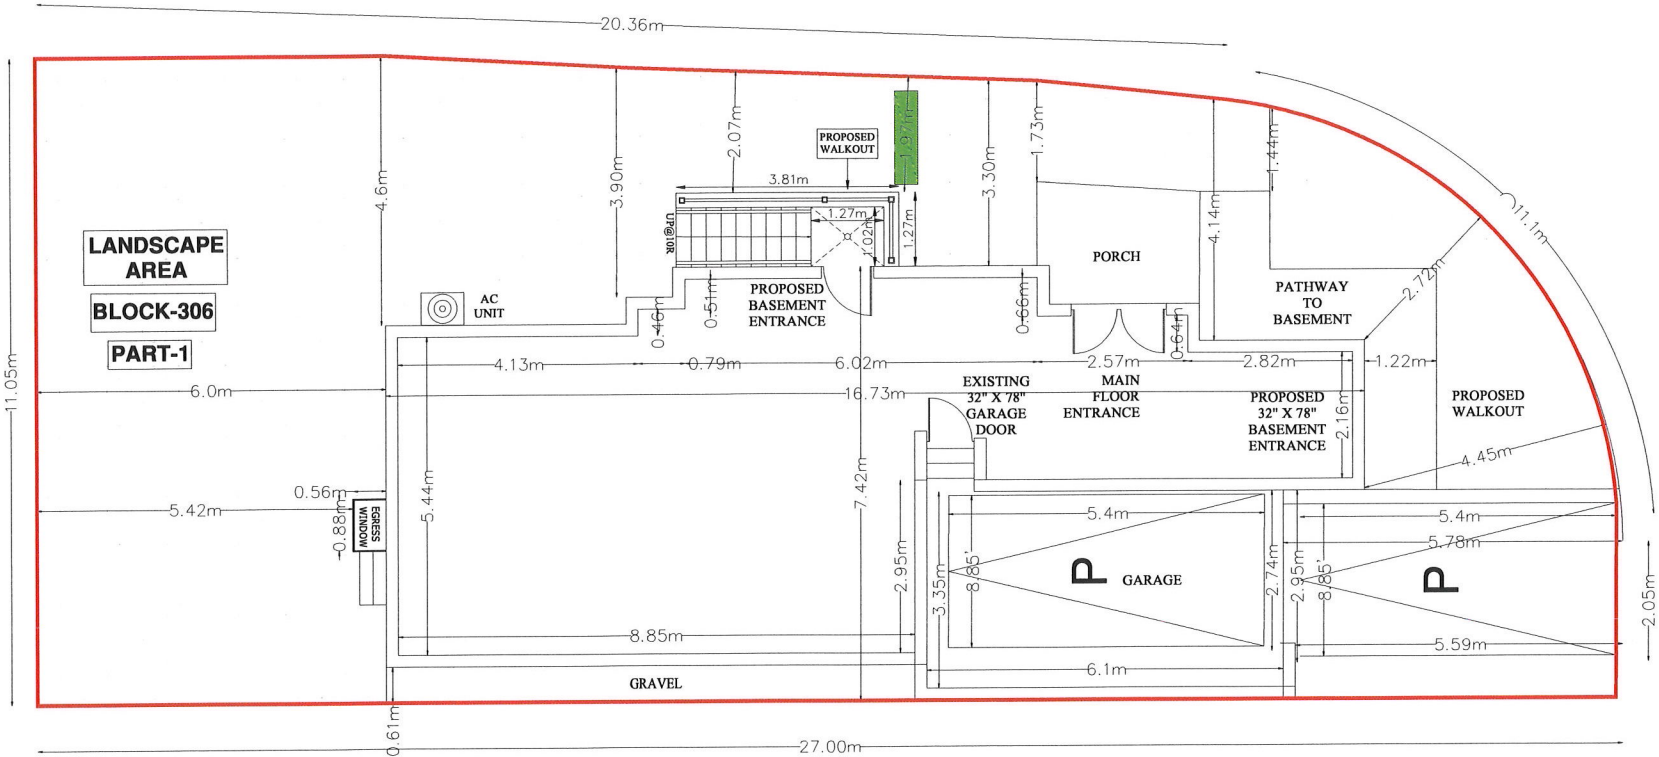 20.36m
11.1m
4.6m
3.90m
2.07m
PROPOSED
WALKOUT
1.97m
3.30m
1.73m
4.14m
1.44m
3.81m
1.27m
1.02m
1.27m
UP@10R
LANDSCAPE
AREA
BLOCK-306
PART-1
AC
UNIT
PROPOSED
BASEMENT
ENTRANCE
PORCH
PATHWAY
TO
BASEMENT
2.72m
0.46m
0.51m
0.66m
0.64m
11.05m
6.0m
4.13m
0.79m
6.02m
2.57m
2.82m
1.22m
16.73m
EXISTING
32" X 78"
GARAGE
DOOR
MAIN
FLOOR
ENTRANCE
PROPOSED
32" X 78"
BASEMENT
ENTRANCE
2.16m
PROPOSED
WALKOUT
4.45m
0.56m
5.42m
0.88m
EGRESS
WINDOW
5.44m
7.42m
2.95m
3.35m
8.85'
5.4m
P
GARAGE
2.74m
2.95m
8.85'
5.4m
5.78m
P
2.05m
8.85m
6.1m
5.59m
GRAVEL
0.61m
27.00m